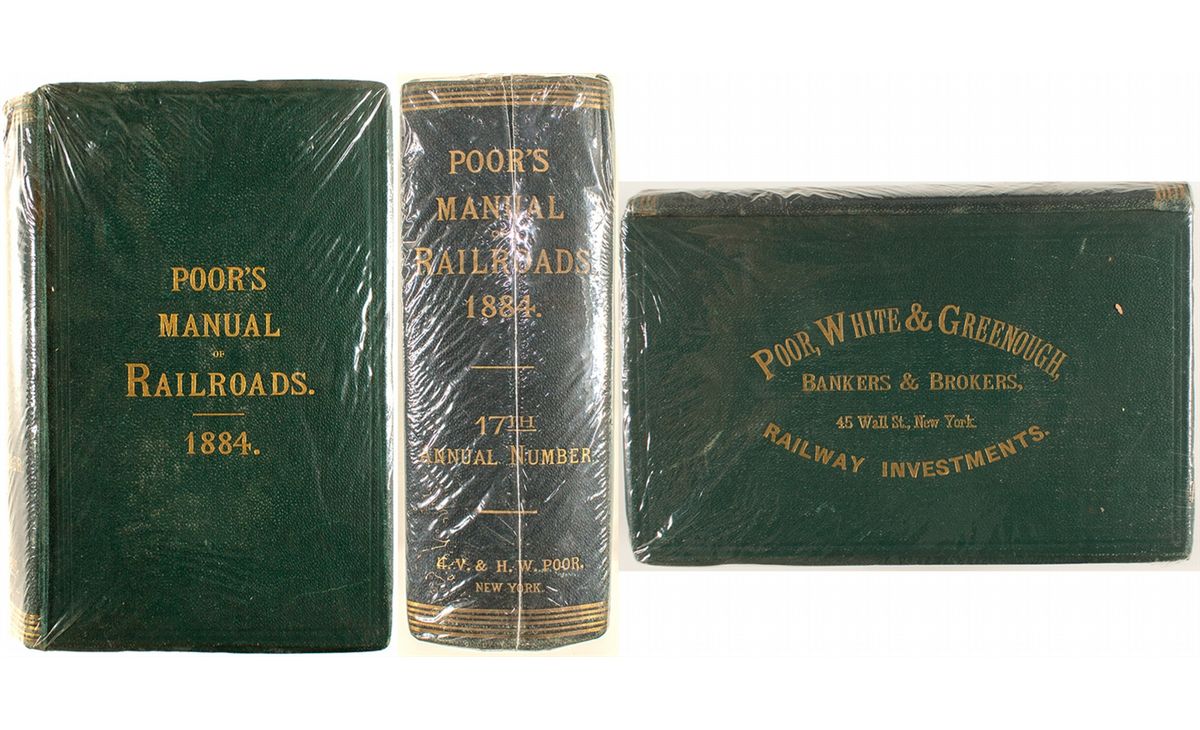 POOR'S
MANUAL
OF
RAILROADS.
1884.
POOR'S
MANUAL
OF
RAILROADS.
1884.
17TH
ANNUAL NUMBER
H. V. & H. W. POOR.
NEW YORK.
POOR, WHITE & GREENOUGH,
BANKERS & BROKERS,
45 Wall St., New York.
RAILWAY INVESTMENTS.